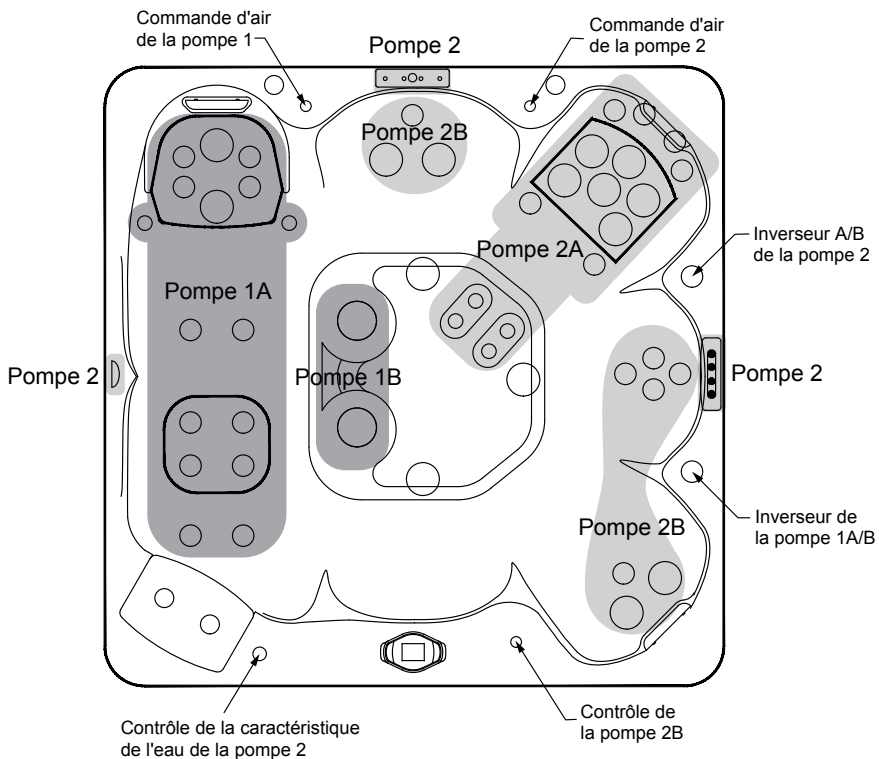 Commande d'air
de la pompe 1
Pompe 2
Commande d'air
de la pompe 2
Pompe 2B
Pompe 2A
Inverseur A/B
de la pompe 2
Pompe 1A
Pompe 2
Pompe 1B
Pompe 2
Pompe 2B
Inverseur de
la pompe 1A/B
Contrôle de la caractéristique
de l'eau de la pompe 2
Contrôle de
la pompe 2B